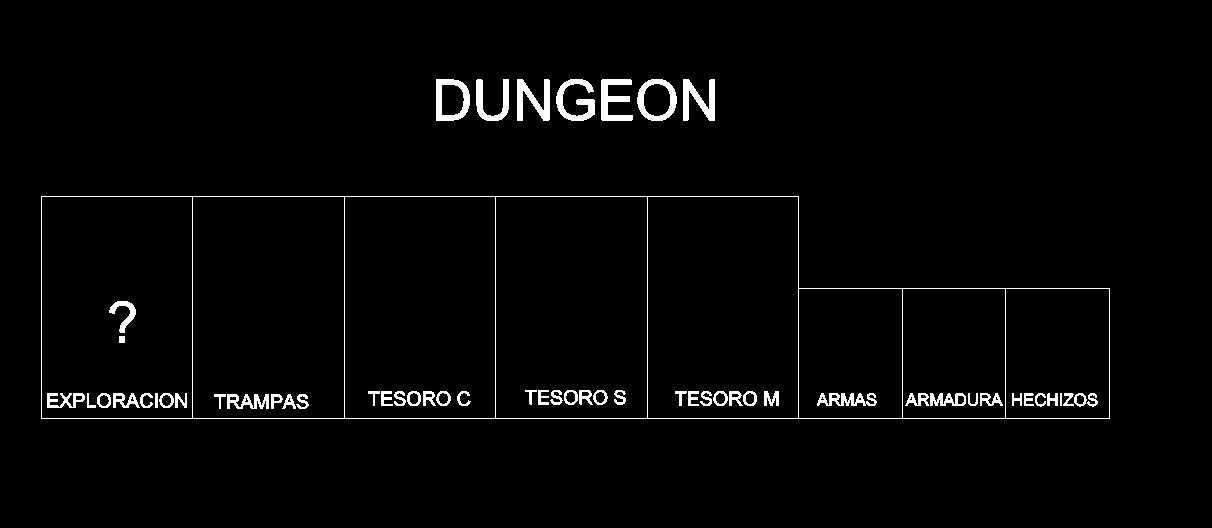 DUNGEON
?
EXPLORACION
TRAMPAS
TESORO C
TESORO S
TESORO M
ARMAS
ARMADURA
HECHIZOS